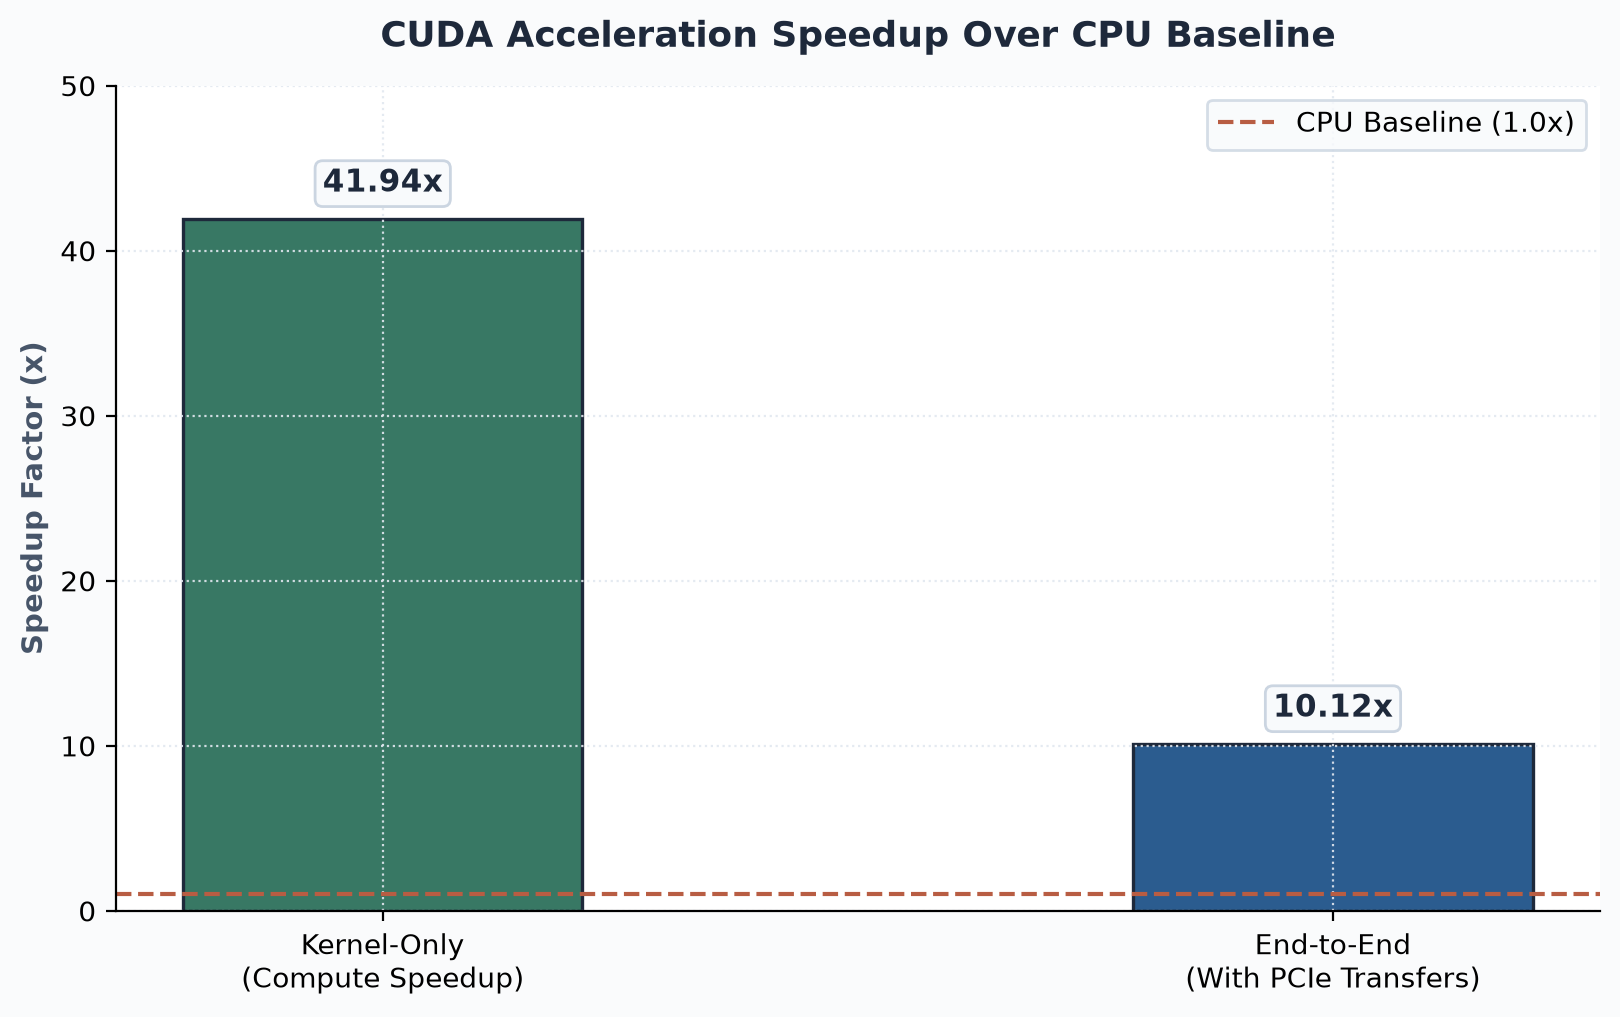 CUDA Acceleration Speedup Over CPU Baseline
Speedup Factor (x)
50
40
30
20
10
0
CPU Baseline (1.0x)
41.94x
10.12x
Kernel-Only
(Compute Speedup)
End-to-End
(With PCIe Transfers)